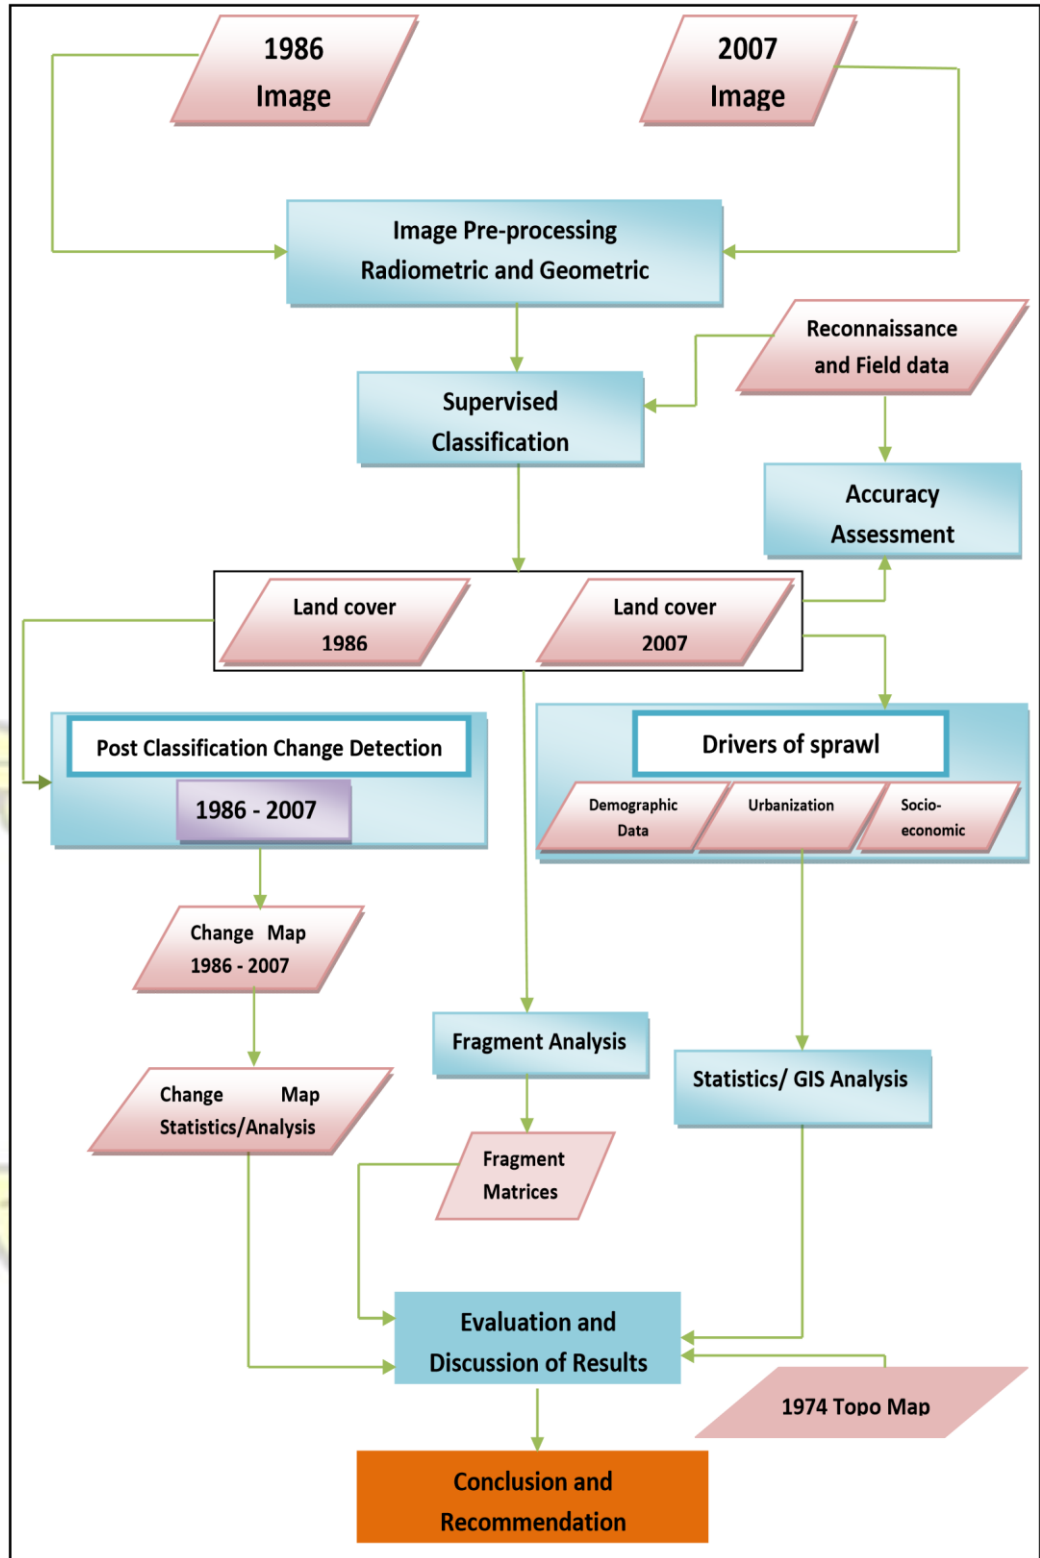 1986
Image
2007
Image
Image Pre-processing
Radiometric and Geometric
Reconnaissance
and Field data
Supervised
Classification
Accuracy
Assessment
Land cover
1986
Land cover
2007
Post Classification Change Detection
1986 - 2007
Drivers of sprawl
Demographic
Data
Urbanization
Socio-
economic
Change Map
1986 - 2007
Fragment Analysis
Statistics/ GIS Analysis
Change Map
Statistics/Analysis
Fragment
Matrices
Evaluation and
Discussion of Results
1974 Topo Map
Conclusion and
Recommendation